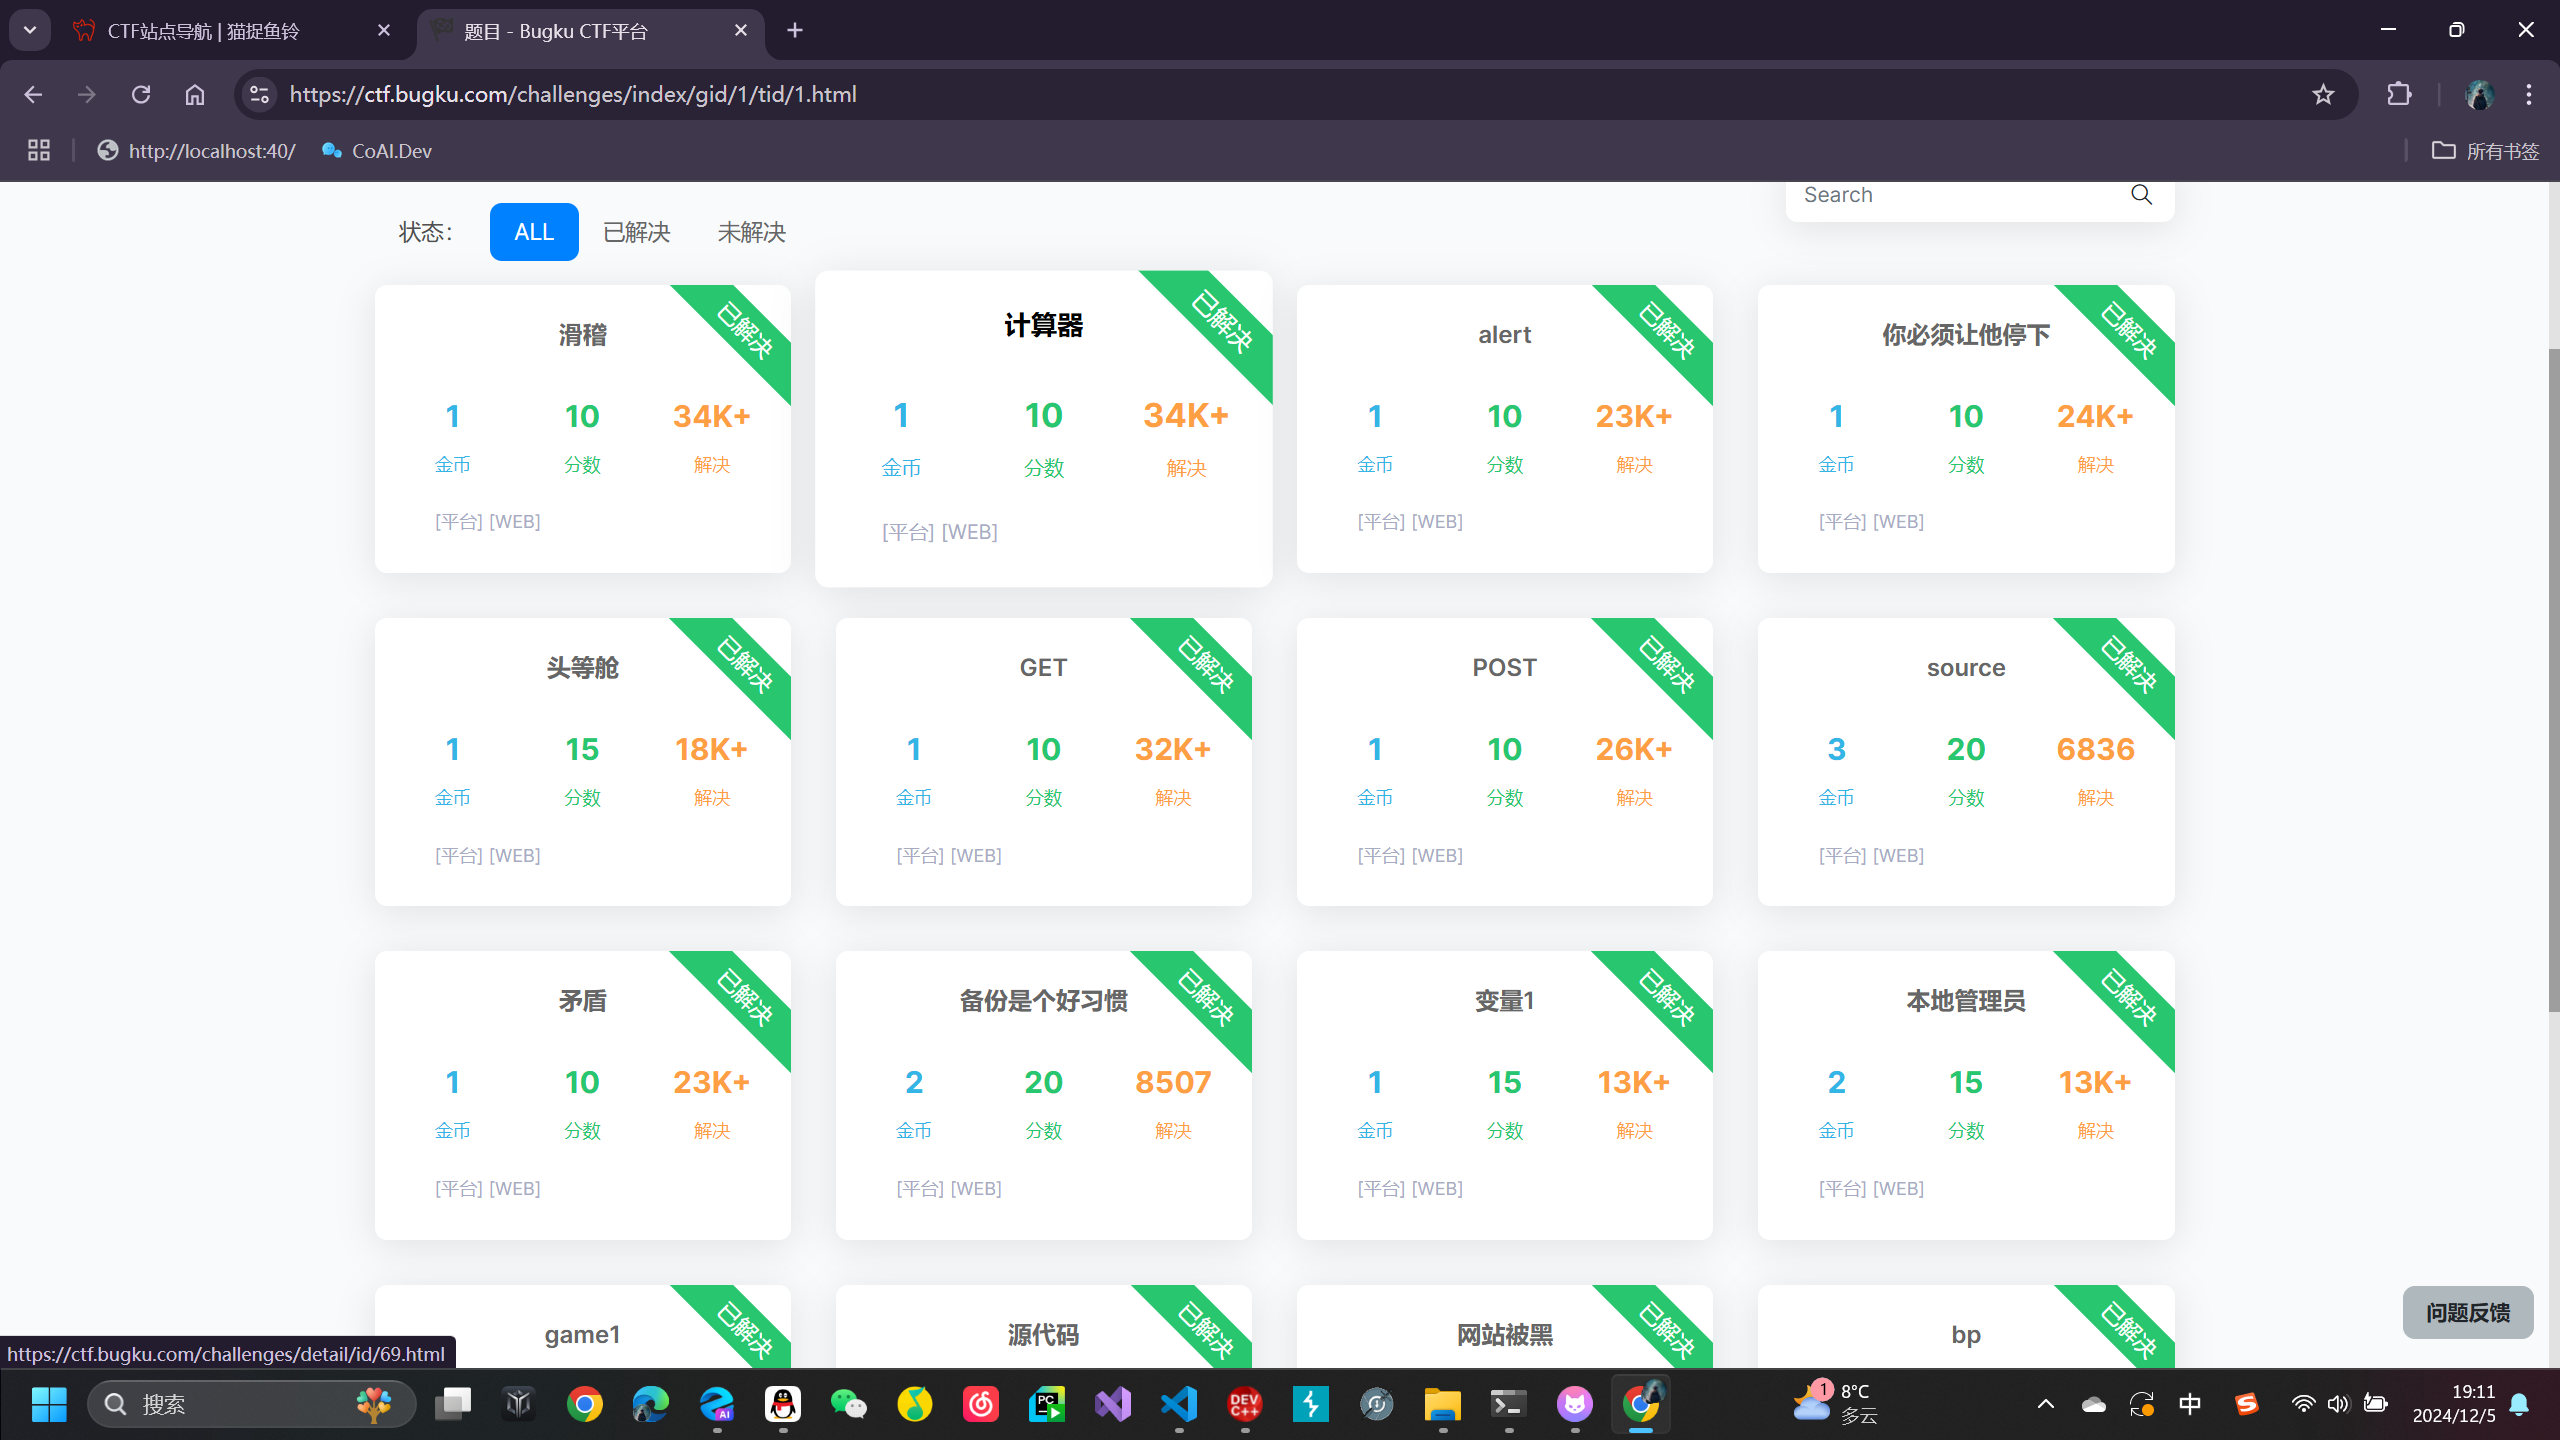 CTF站点导航 | 猫捉鱼铃
题目 - Bugku CTF平台
https://ctf.bugku.com/challenges/index/gid/1/tid/1.html
http://localhost:40/
CoAI.Dev
所有书签
Search
状态：
ALL
已解决
未解决
滑稽
已解决
1
10
34K+
金币
分数
解决
[平台] [WEB]
计算器
已解决
1
10
34K+
金币
分数
解决
[平台] [WEB]
alert
已解决
1
10
23K+
金币
分数
解决
[平台] [WEB]
你必须让他停下
已解决
1
10
24K+
金币
分数
解决
[平台] [WEB]
头等舱
已解决
1
15
18K+
金币
分数
解决
[平台] [WEB]
GET
已解决
1
10
32K+
金币
分数
解决
[平台] [WEB]
POST
已解决
1
10
26K+
金币
分数
解决
[平台] [WEB]
source
已解决
3
20
6836
金币
分数
解决
[平台] [WEB]
矛盾
已解决
1
10
23K+
金币
分数
解决
[平台] [WEB]
备份是个好习惯
已解决
2
20
8507
金币
分数
解决
[平台] [WEB]
变量1
已解决
1
15
13K+
金币
分数
解决
[平台] [WEB]
本地管理员
已解决
2
15
13K+
金币
分数
解决
[平台] [WEB]
game1
已解决
源代码
已解决
网站被黑
已解决
bp
已解决
问题反馈
https://ctf.bugku.com/challenges/detail/id/69.html
搜索
AI
PC
DEV
C++
1
8°C
多云
中
19:11
2024/12/5